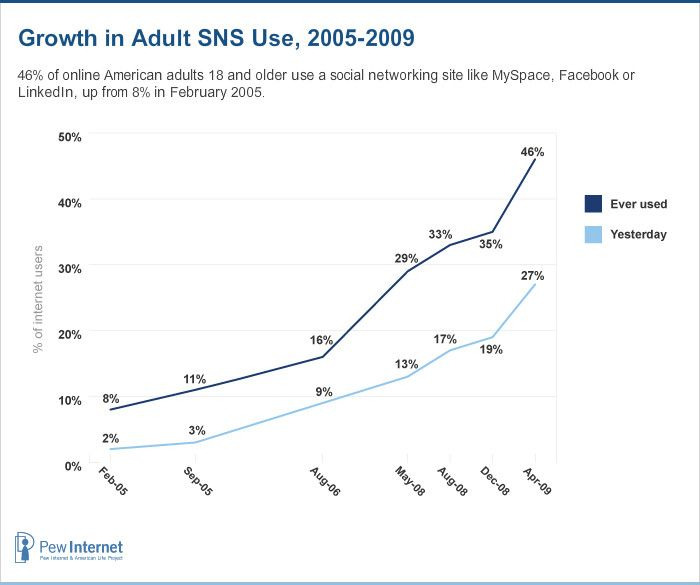 Growth in Adult SNS Use, 2005-2009
46% of online American adults 18 and older use a social networking site like MySpace, Facebook or
LinkedIn, up from 8% in February 2005.
50%
40%
30%
20%
10%
0%
% of internet users
8%
11%
16%
29%
33%
35%
46%
2%
3%
9%
13%
17%
19%
27%
Feb-05
Sep-05
Aug-06
May-08
Aug-08
Dec-08
Apr-09
Ever used
Yesterday
Pew Internet
Pew Internet & American Life Project